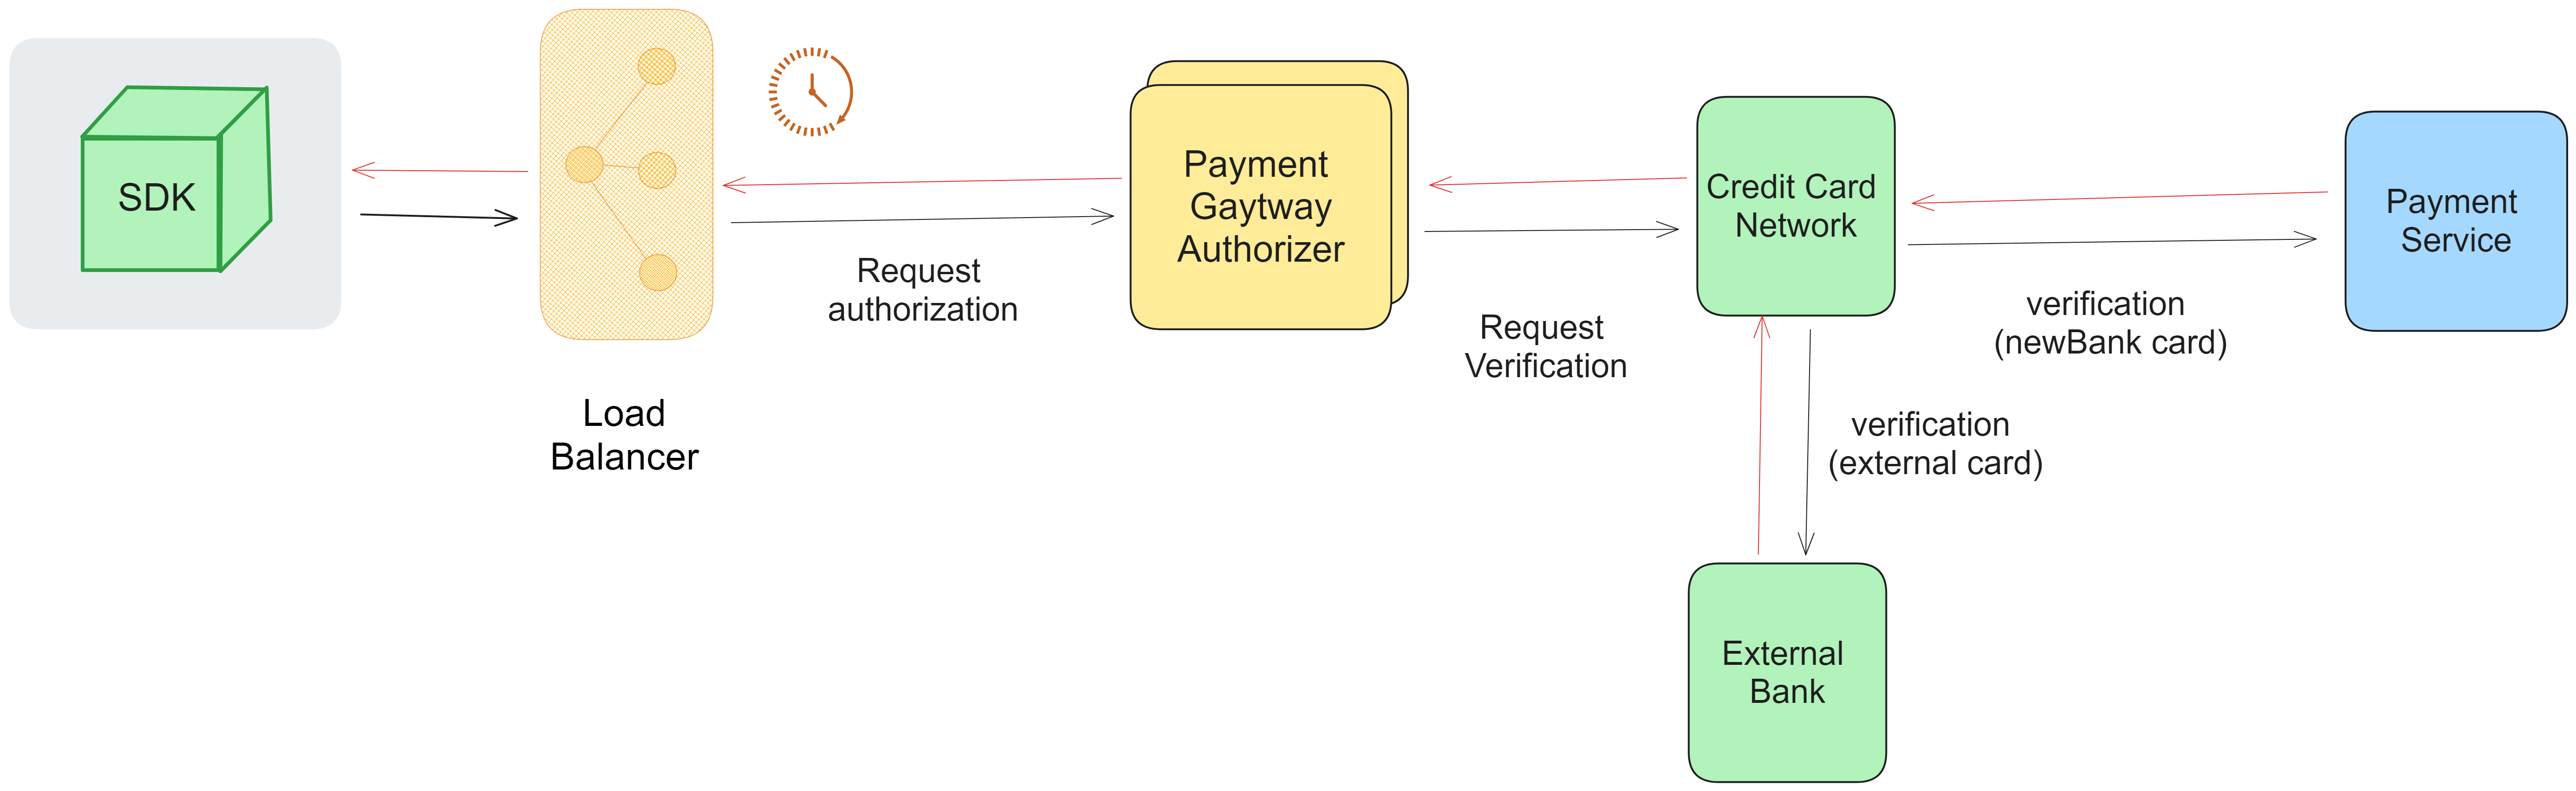 SDK
Load
Balancer
Request
authorization
Payment
Gaytway
Authorizer
Request
Verification
Credit Card
Network
verification
(newBank card)
Payment
Service
verification
(external card)
External
Bank